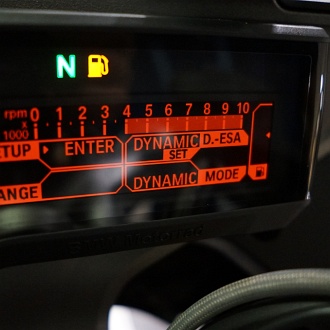 N
rpm 0 1 2 3 4 5 6 7 8 9 10
x
1000
ETUP ENTER DYNAMIC D.-ESA
SET
ANGE DYNAMIC MODE